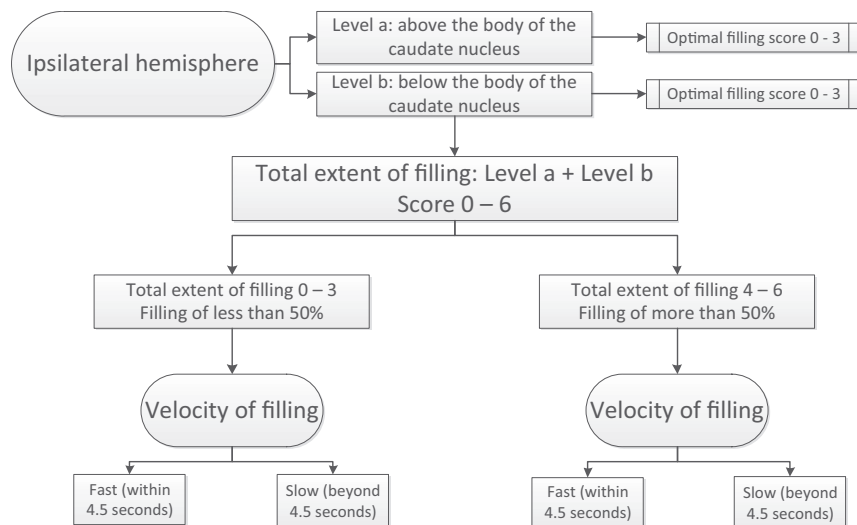 Ipsilateral hemisphere
Level a: above the body of the
caudate nucleus
Optimal filling score 0 - 3
Level b: below the body of the
caudate nucleus
Optimal filling score 0 - 3
Total extent of filling: Level a + Level b
Score 0 – 6
Total extent of filling 0 – 3
Filling of less than 50%
Total extent of filling 4 – 6
Filling of more than 50%
Velocity of filling
Velocity of filling
Fast (within
4.5 seconds)
Slow (beyond
4.5 seconds)
Fast (within
4.5 seconds)
Slow (beyond
4.5 seconds)